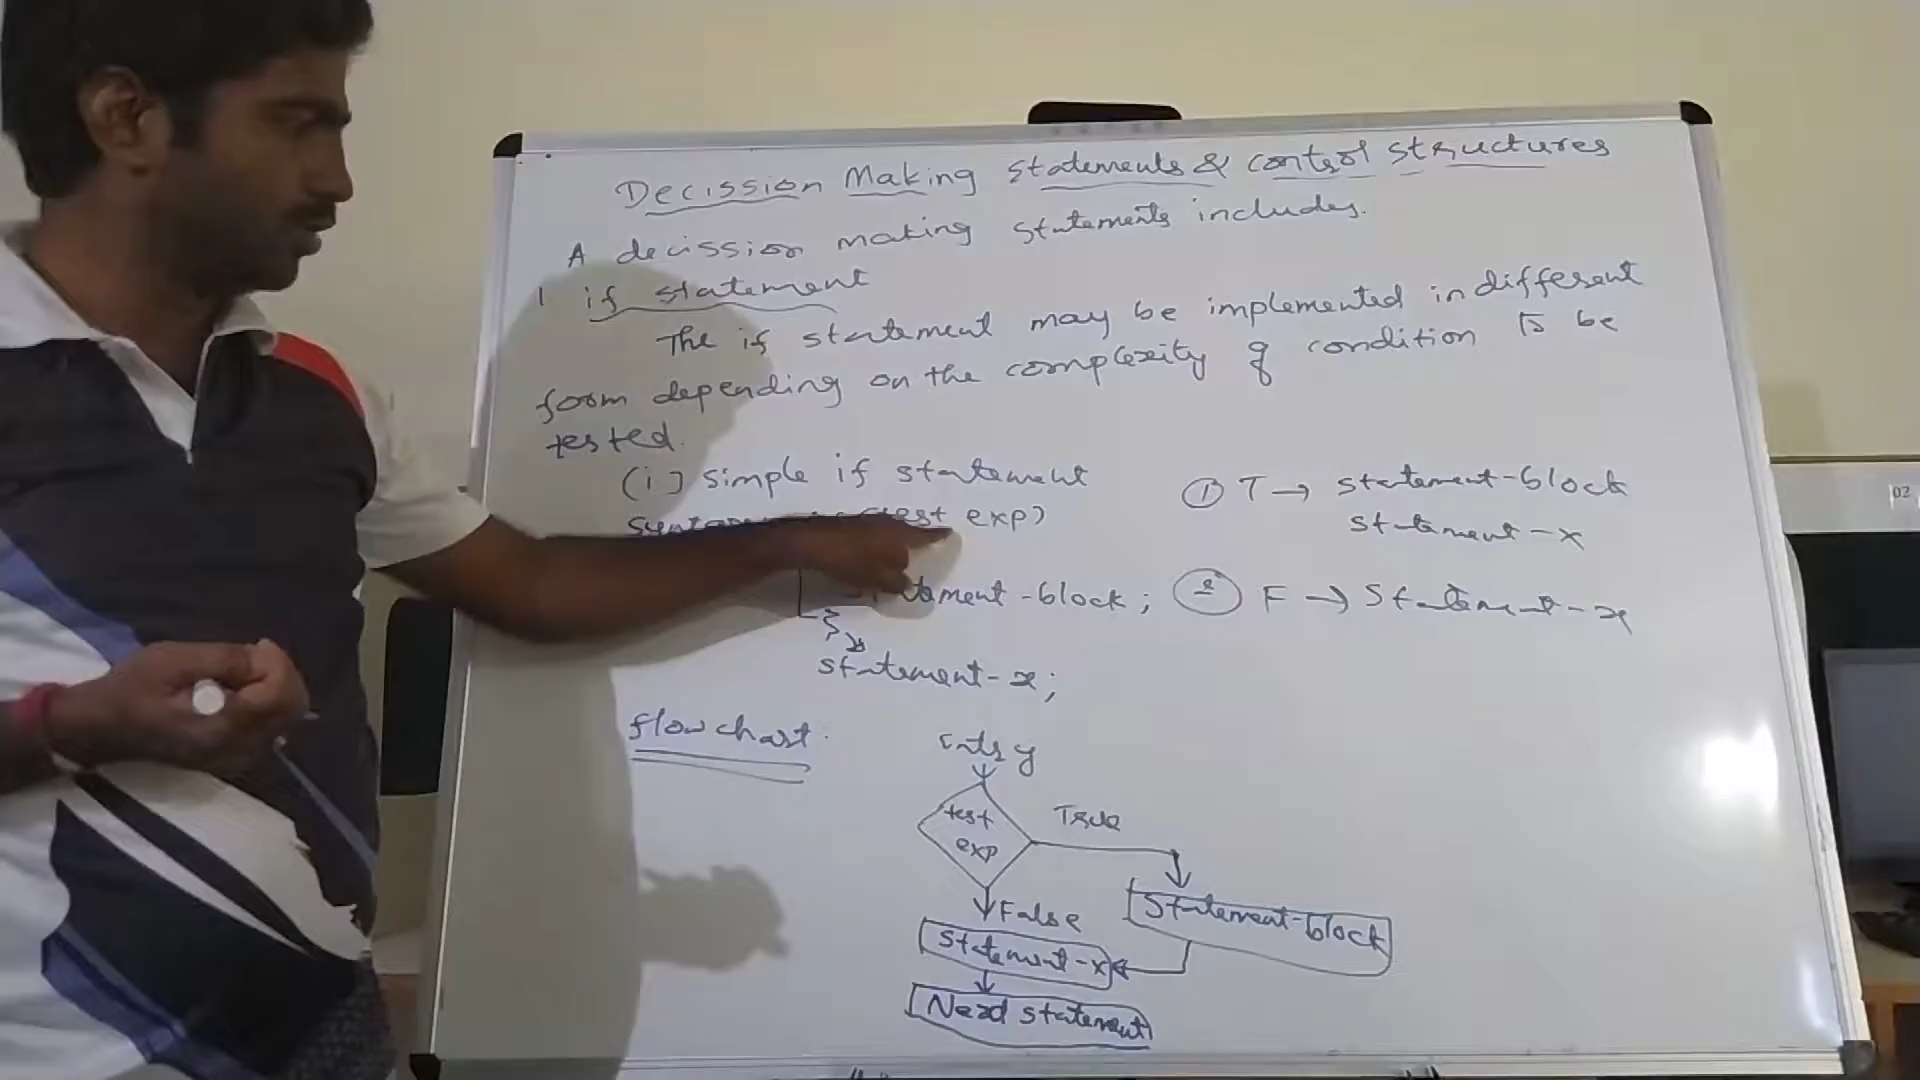 Decission Making statements & control structures
A decission making statements includes.
1 if statement
The if statement may be implemented in different
form depending on the complexity of condition to be
tested.
(i) simple if statement
test exp)
statement-block;
}
statement-x;
① T → statement-block
statement-x
② F → Statement-x
flow chart:
Entry
test
exp
True
False
Statement-block
Statement-x
Next statement
02